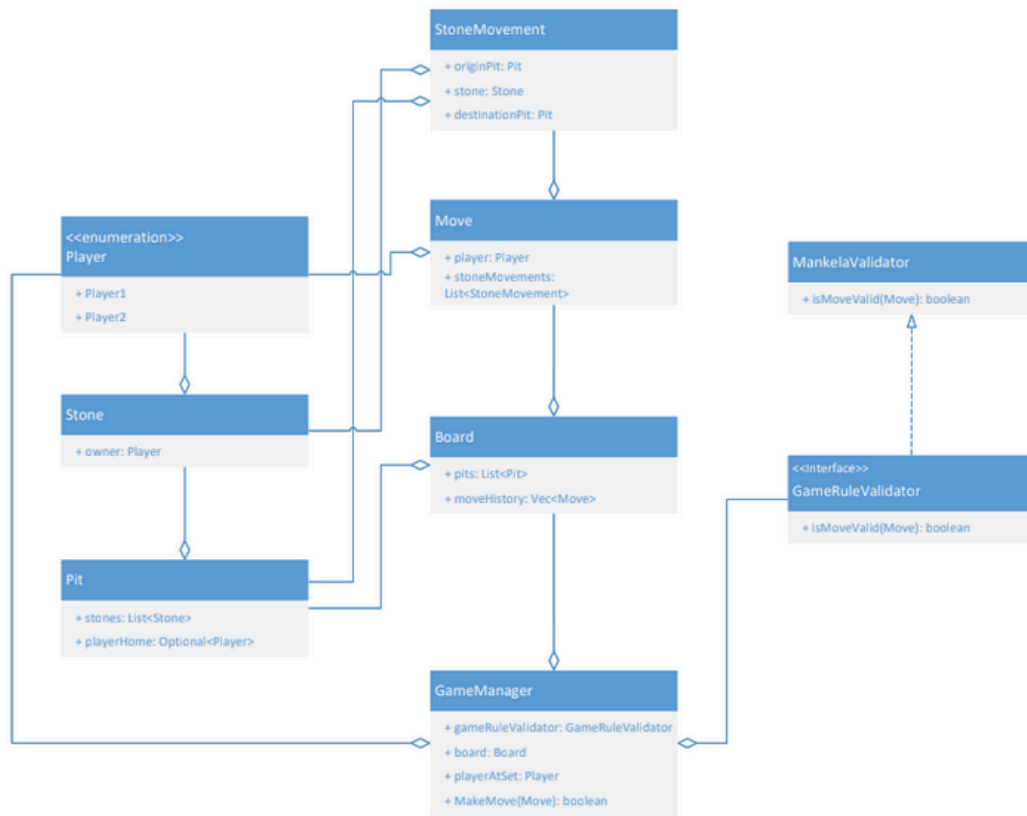 StoneMovement
+ originPit: Pit
+ stone: Stone
+ destinationPit: Pit
<<enumeration>>
Player
+ Player1
+ Player2
Move
+ player: Player
+ stoneMovements:
List<StoneMovement>
MankelaValidator
+ isMoveValid(Move): boolean
Stone
+ owner: Player
Board
+ pits: List<Pit>
+ moveHistory: Vec<Move>
<<Interface>>
GameRuleValidator
+ isMoveValid(Move): boolean
Pit
+ stones: List<Stone>
+ playerHome: Optional<Player>
GameManager
+ gameRuleValidator: GameRuleValidator
+ board: Board
+ playerAtSet: Player
+ MakeMove(Move): boolean